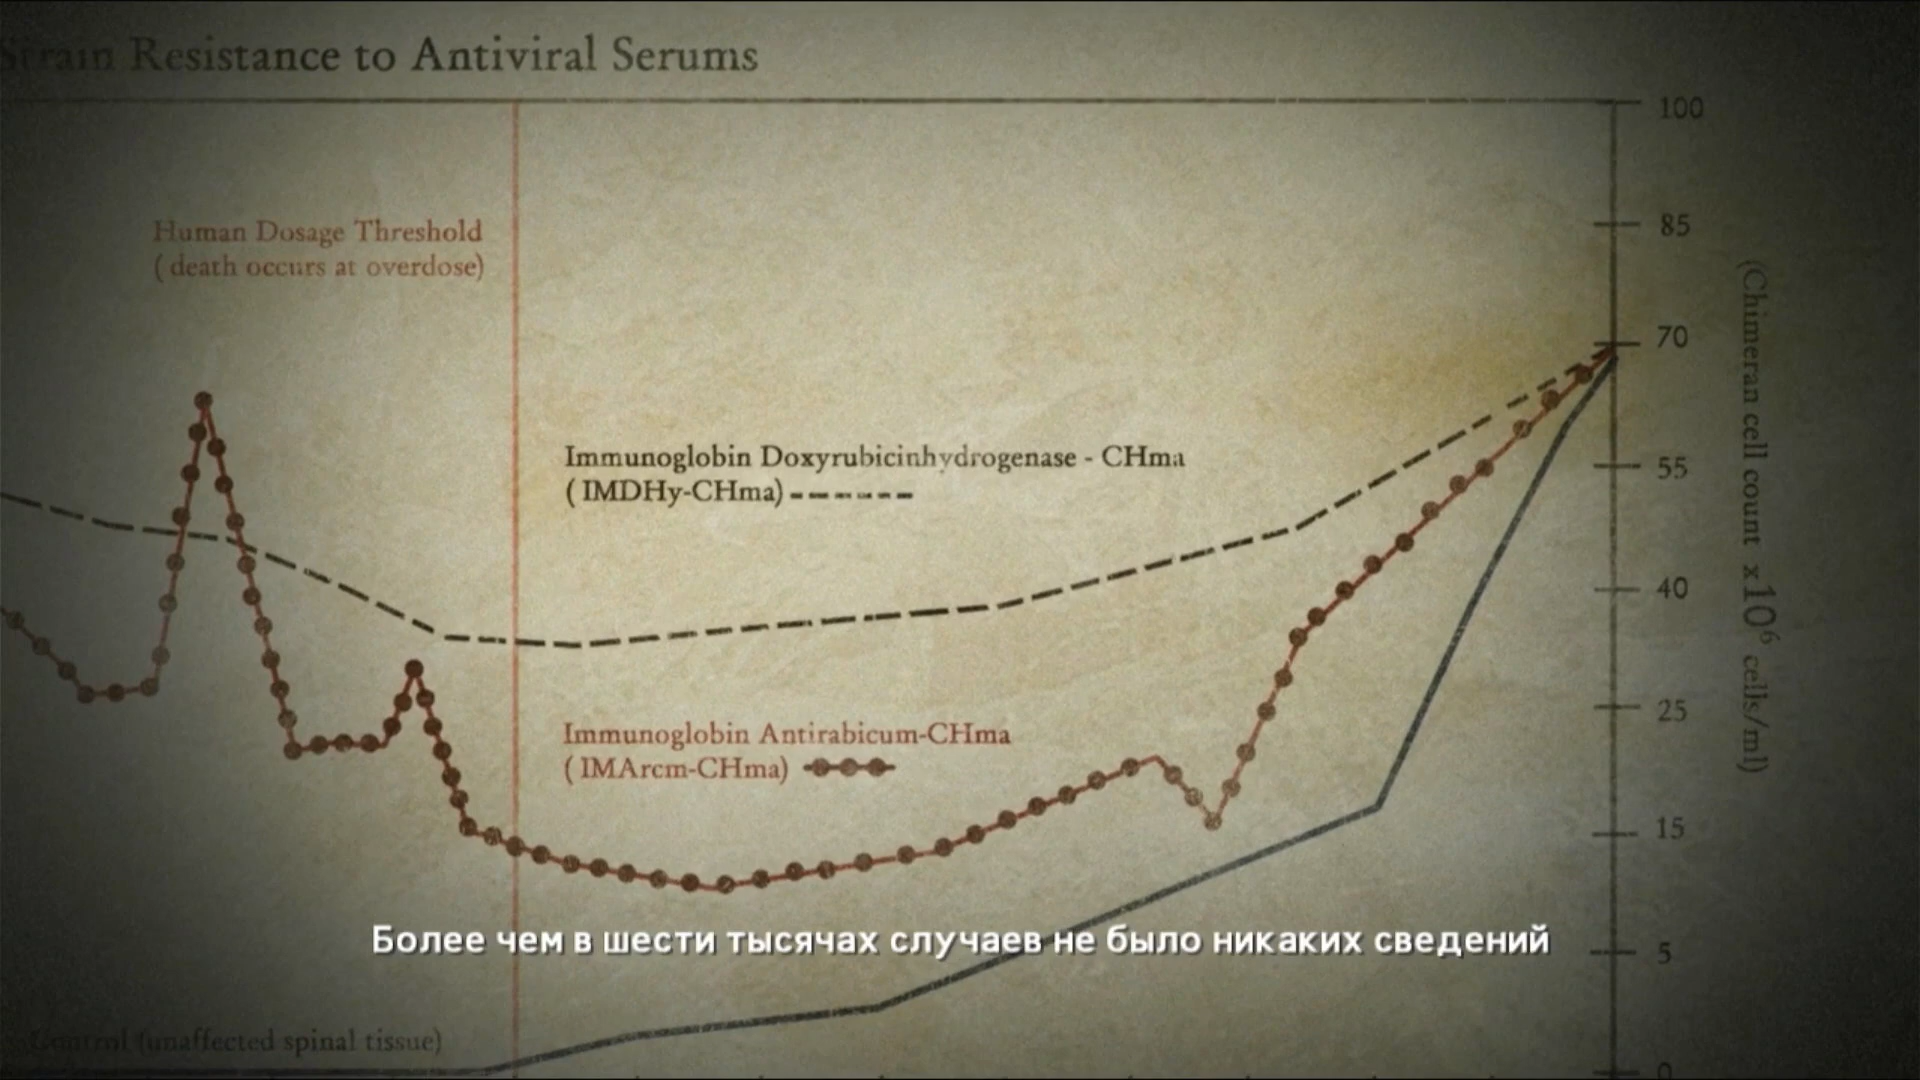 Strain Resistance to Antiviral Serums
100
Human Dosage Threshold
( death occurs at overdose)
85
70
Immunoglobin Doxyrubicinhydrogenase - CHma
( IMDHy-CHma)
55
(Chimeran cell count x10⁶ cells/ml)
40
25
Immunoglobin Antirabicum-CHma
( IMArcm-CHma)
15
Более чем в шести тысячах случаев не было никаких сведений
5
Control (unaffected spinal tissue)
0